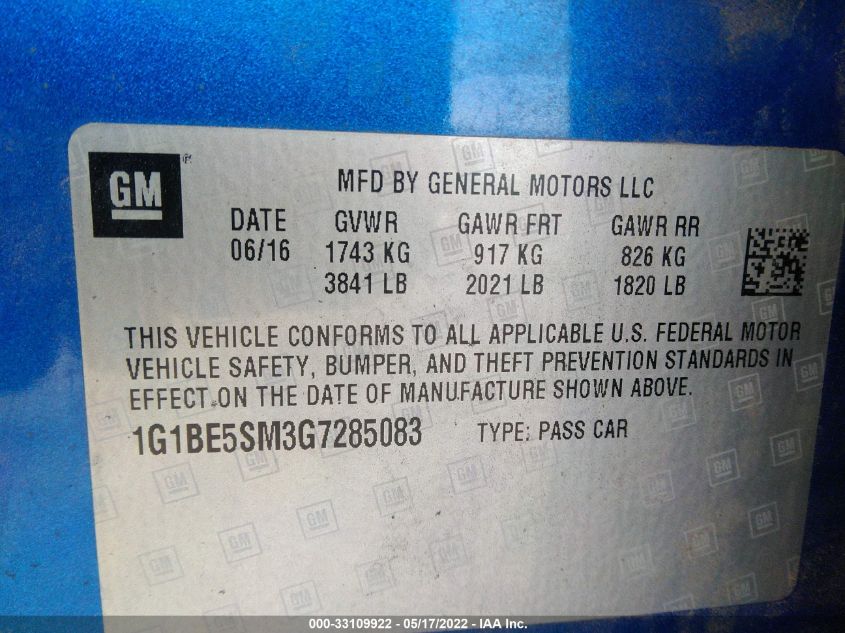 GM
MFD BY GENERAL MOTORS LLC
DATE GVWR GAWR FRT GAWR RR
06/16 1743 KG 917 KG 826 KG
3841 LB 2021 LB 1820 LB
THIS VEHICLE CONFORMS TO ALL APPLICABLE U.S. FEDERAL MOTOR
VEHICLE SAFETY, BUMPER, AND THEFT PREVENTION STANDARDS IN
EFFECT ON THE DATE OF MANUFACTURE SHOWN ABOVE.
1G1BE5SM3G7285083 TYPE: PASS CAR
000-33109922 - 05/17/2022 - IAA Inc.